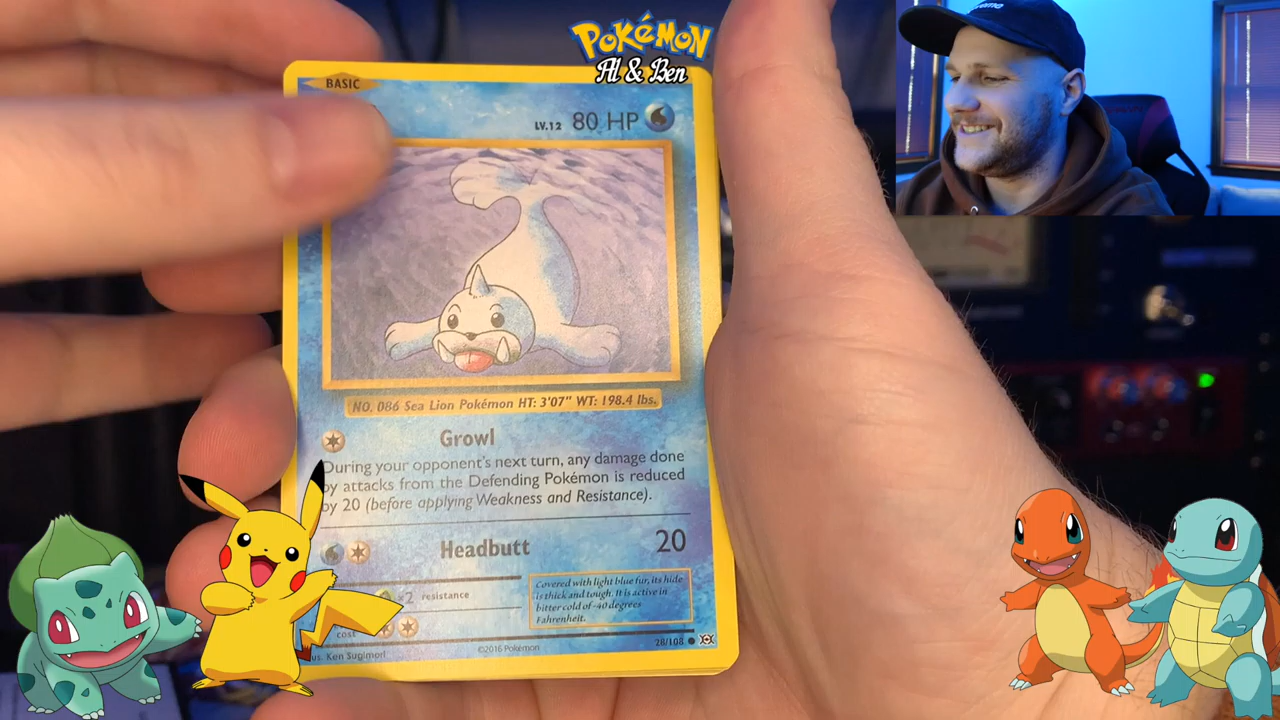 POKéMON
Al & Ben
BASIC
LV.12 80 HP
NO. 086 Sea Lion Pokémon HT: 3'07" WT: 198.4 lbs.
Growl
During your opponent's next turn, any damage done
by attacks from the Defending Pokémon is reduced
by 20 (before applying Weakness and Resistance).
Headbutt 20
Covered with light blue fur, its hide
is thick and tough. It is active in
bitter cold of -40 degrees
Fahrenheit.
×2 resistance
cost
28/108
us. Ken Sugimori
©2016 Pokémon